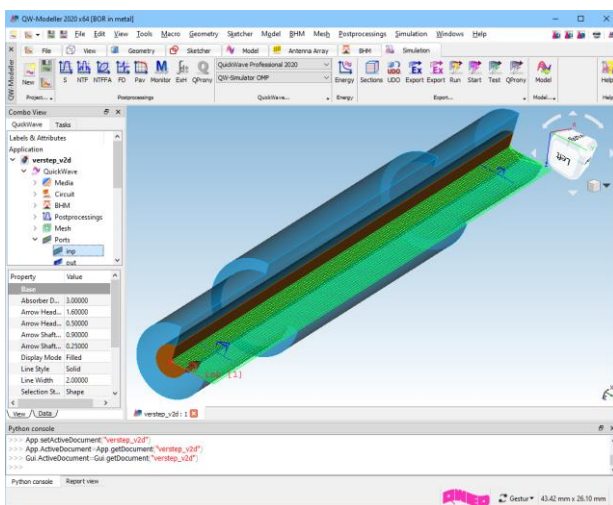 QW-Modeller 2020 x64 [BOR in metal]
File Edit View Tools Macro Geometry Sketcher Model BHM Mesh Postprocessings Simulation Windows Help
QW-Modeller
File View Geometry Sketcher Model Antenna Array BHM Simulation
QuickWave Professional 2020
QW-Simulator OMP
New S NTF NTFFA FD Pav Monitor Extr QProny Energy Sections UDO Export Export Run Start Test QProny Model Help
Project... Postprocessings QuickWave... Energy Export... Model... Help
Combo View
QuickWave Tasks
Labels & Attributes
Application
verstep_v2d
QuickWave
Media
Circuit
BHM
Postprocessings
Mesh
Ports
inp
out
Property Value
Base
Absorber D... 3.00000
Arrow Head... 1.60000
Arrow Head... 0.50000
Arrow Shaft... 0.90000
Arrow Shaft... 0.25000
Display Mode Filled
Line Style Solid
Line Width 2.00000
Selection St... Shape
View Data
Left
verstep_v2d : 1
Python console
>>> App.setActiveDocument("verstep_v2d")
>>> App.ActiveDocument=App.getDocument("verstep_v2d")
>>> Gui.ActiveDocument=Gui.getDocument("verstep_v2d")
>>>
Python console Report view
Gestur 43.42 mm x 26.10 mm